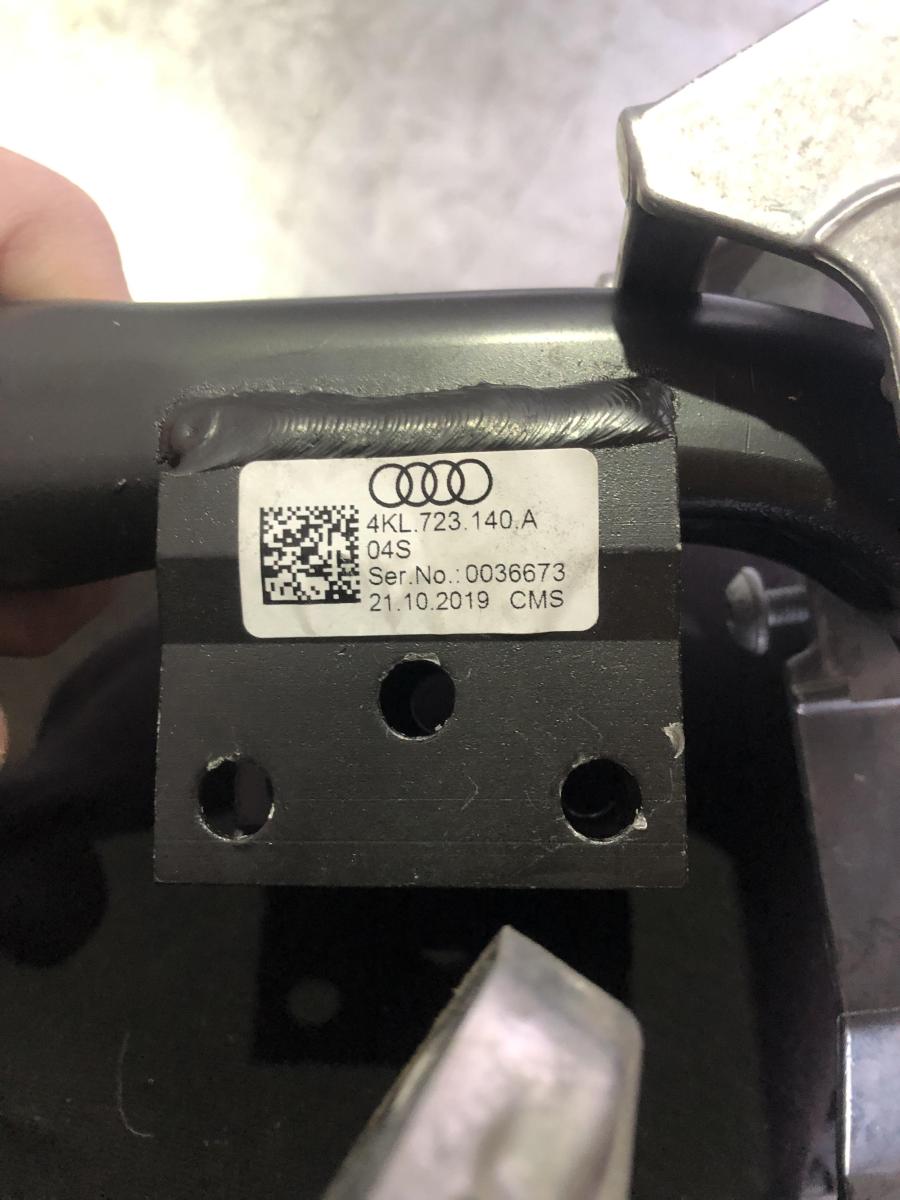 4KL.723.140.A
04S
Ser.No.:0036673
21.10.2019 CMS